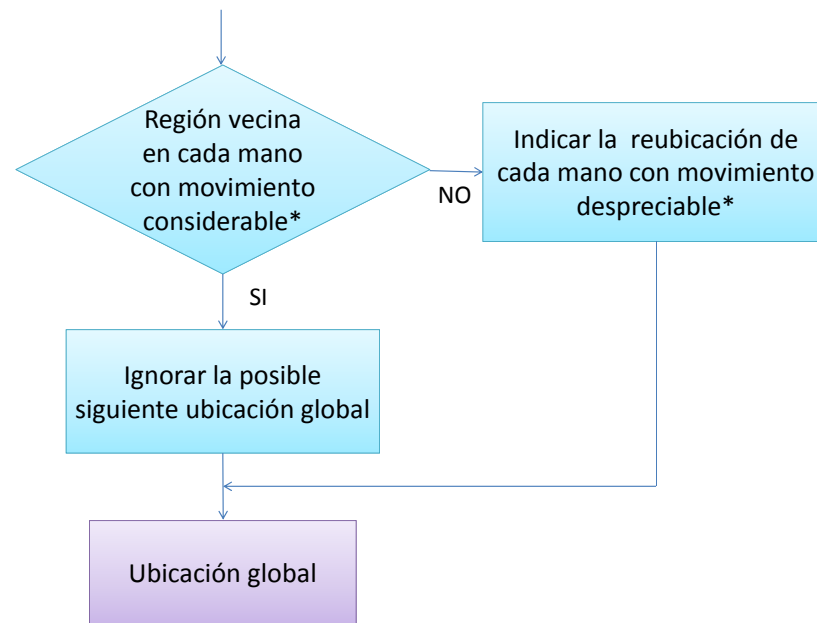 Región vecina
en cada mano
con movimiento
considerable*
Indicar la reubicación de
cada mano con movimiento
despreciable*
NO
SI
Ignorar la posible
siguiente ubicación global
Ubicación global